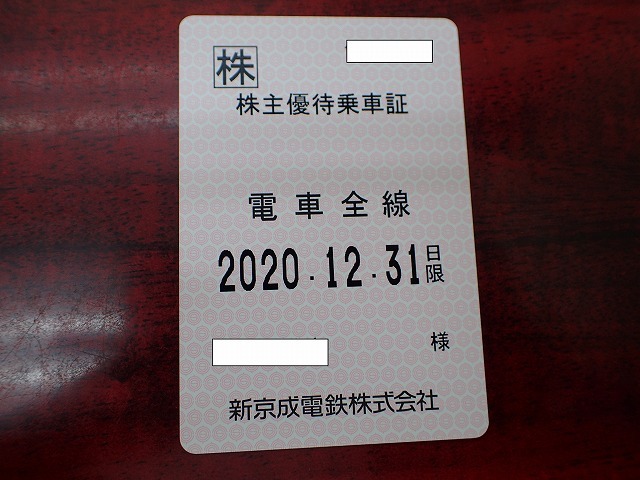 株
株主優待乗車証
電車全線
2020.12.31日限
様
新京成電鉄株式会社